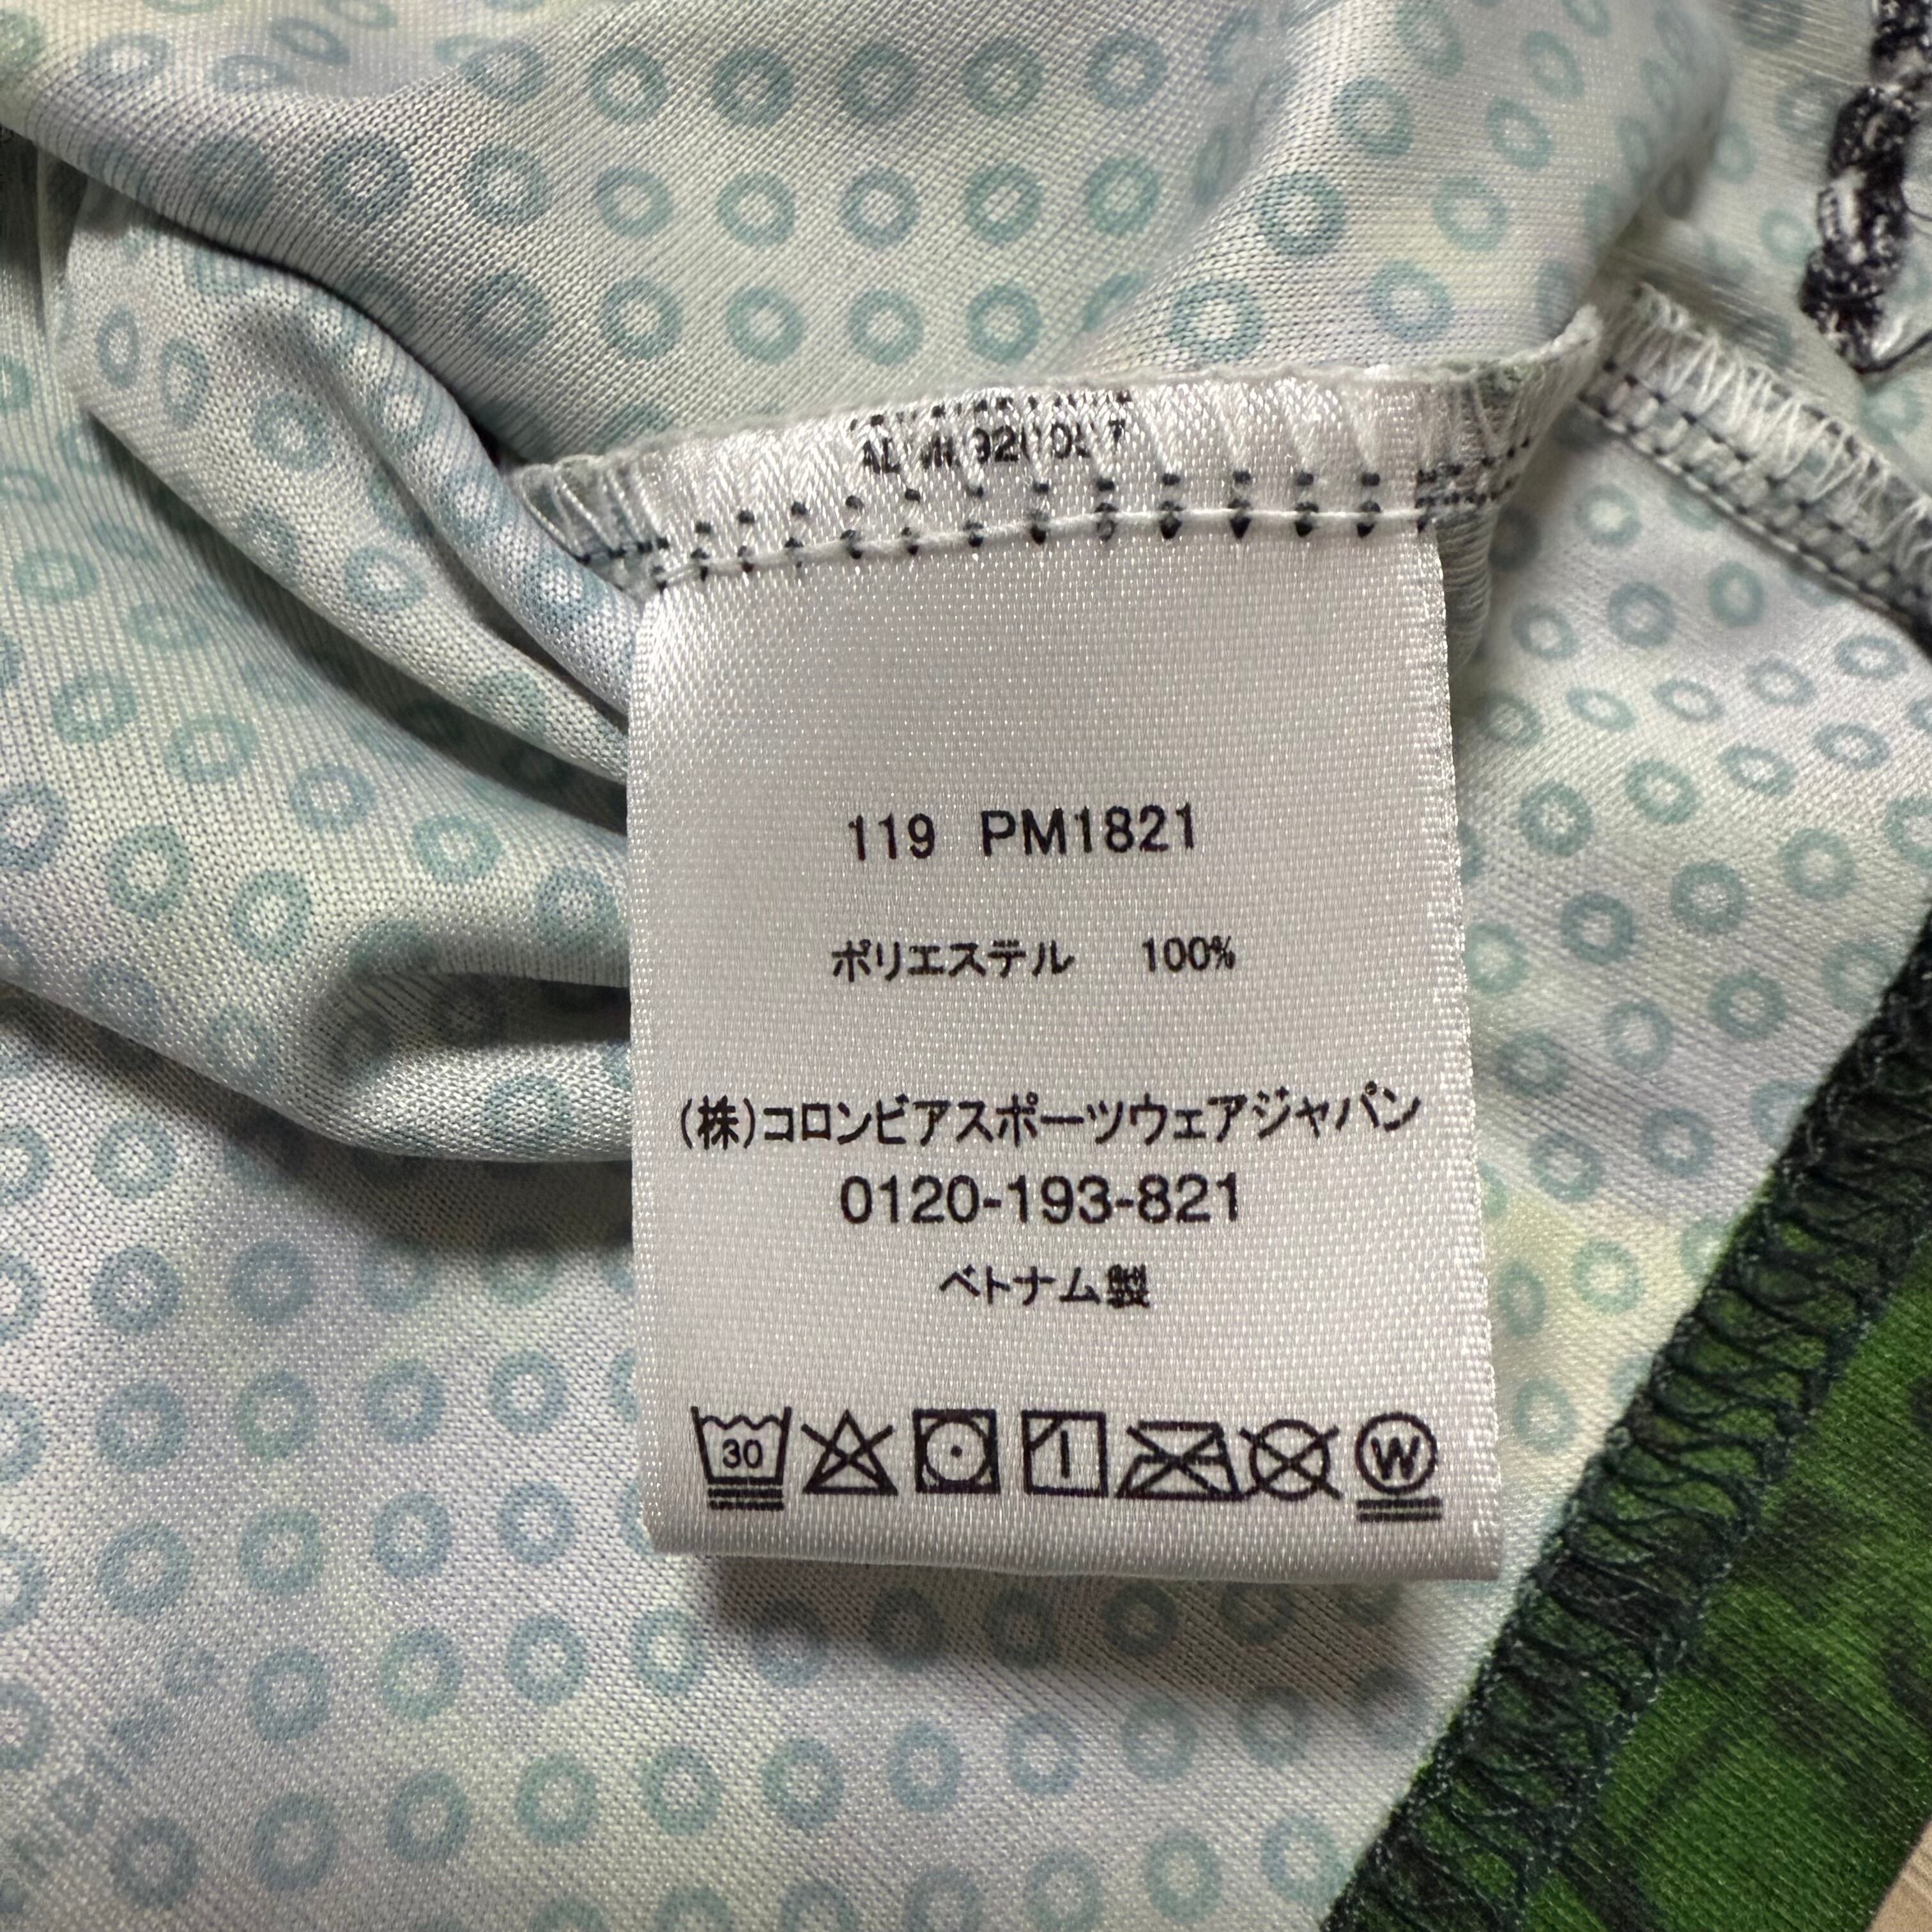 119 PM1821
ポリエステル 100%
(株)コロンビアスポーツウェアジャパン
0120-193-821
ベトナム製
30
W